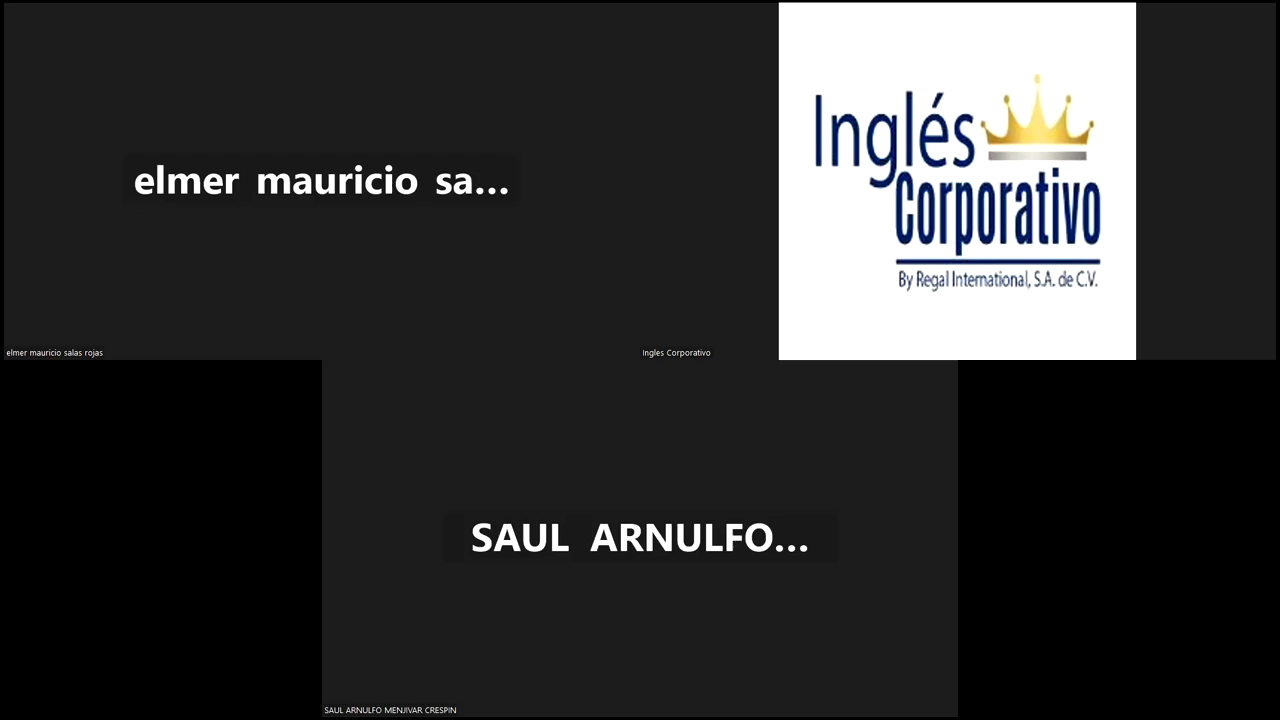 elmer mauricio sa...
Inglés
Corporativo
By Regal International, S.A. de C.V.
elmer mauricio salas rojas
Ingles Corporativo
SAUL ARNULFO...
SAUL ARNULFO MENJIVAR CRESPIN